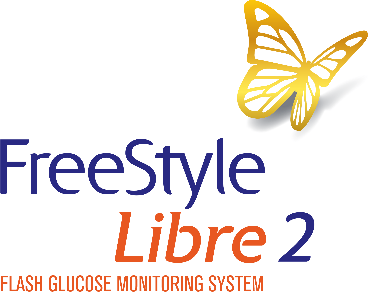 FreeStyle
Libre 2
FLASH GLUCOSE MONITORING SYSTEM